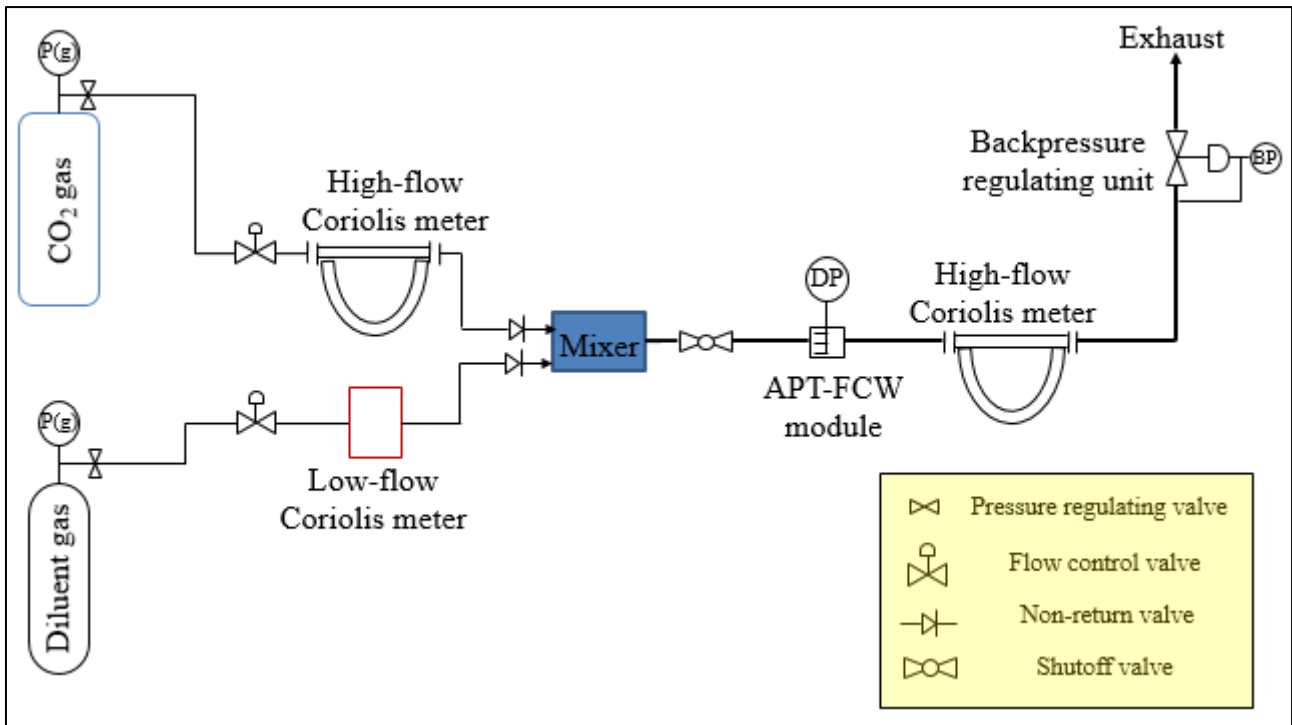 P(g)
CO₂ gas
High-flow
Coriolis meter
Exhaust
Backpressure
regulating unit
BP
Mixer
DP
APT-FCW
module
High-flow
Coriolis meter
P(g)
Diluent gas
Low-flow
Coriolis meter
Pressure regulating valve
Flow control valve
Non-return valve
Shutoff valve